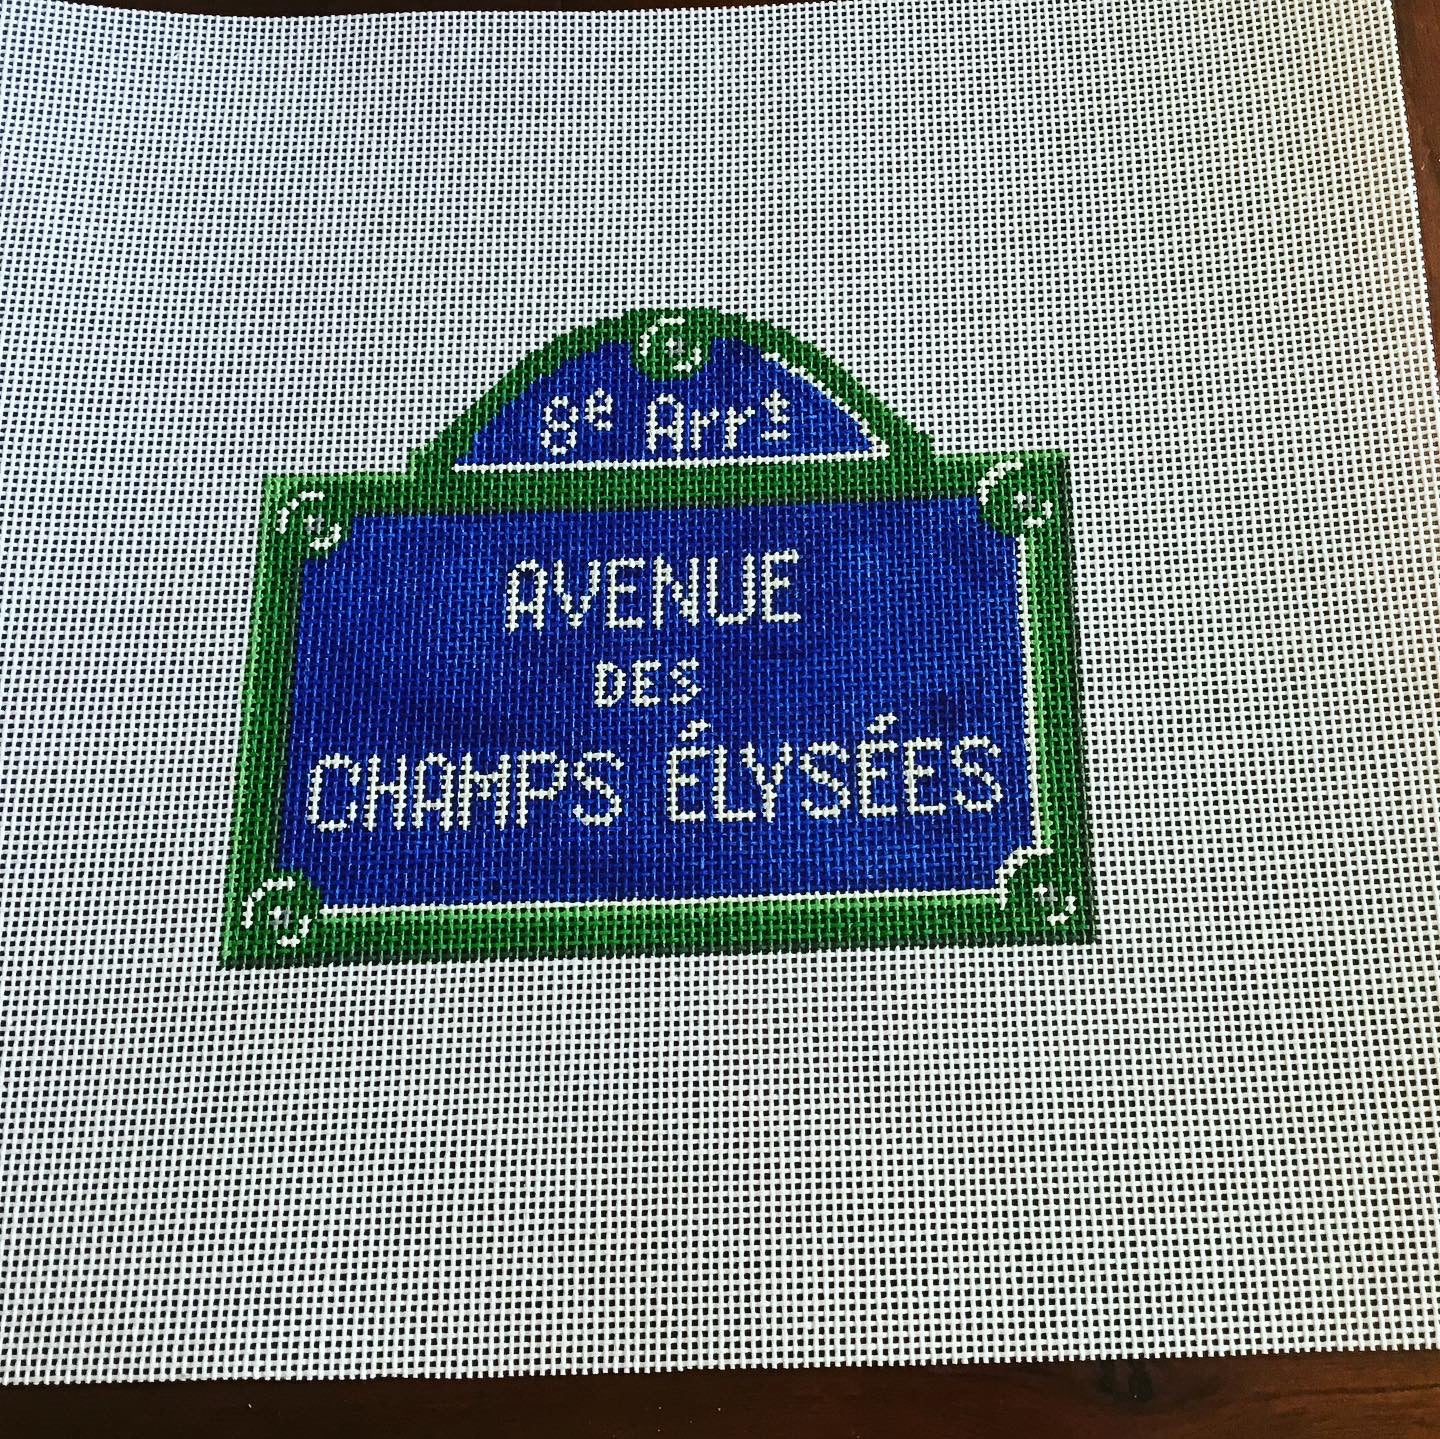 8e Arrt
AVENUE
DES
CHAMPS ÉLYSÉES